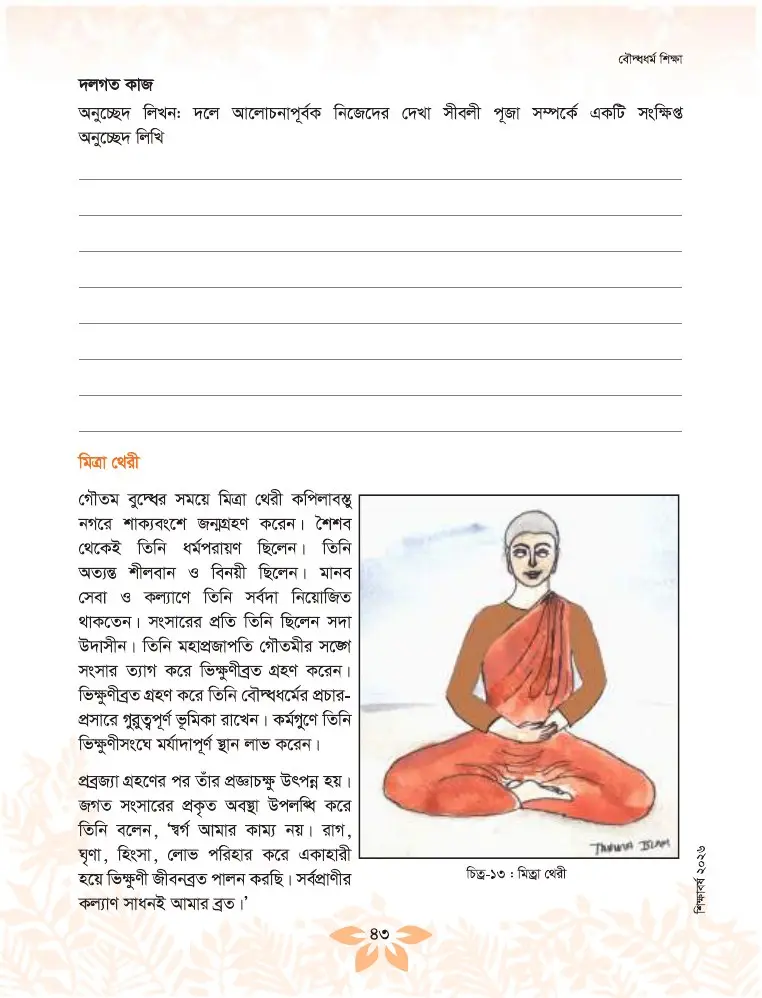 বৌদ্ধধর্ম শিক্ষা
দলগত কাজ
অনুচ্ছেদ লিখন: দলে আলোচনাপূর্বক নিজেদের দেখা সীবলী পূজা সম্পর্কে একটি সংক্ষিপ্ত
অনুচ্ছেদ লিখি
মিত্রা থেরী
গৌতম বুদ্ধের সময়ে মিত্রা থেরী কপিলাবস্তু
নগরে শাক্যবংশে জন্মগ্রহণ করেন। শৈশব
থেকেই তিনি ধর্মপরায়ণ ছিলেন। তিনি
অত্যন্ত শীলবান ও বিনয়ী ছিলেন। মানব
সেবা ও কল্যাণে তিনি সর্বদা নিয়োজিত
থাকতেন। সংসারের প্রতি তিনি ছিলেন সদা
উদাসীন। তিনি মহাপ্রজাপতি গৌতমীর সঙ্গে
সংসার ত্যাগ করে ভিক্ষুণীব্রত গ্রহণ করেন।
ভিক্ষুণীব্রত গ্রহণ করে তিনি বৌদ্ধধর্মের প্রচার-
প্রসারে গুরুত্বপূর্ণ ভূমিকা রাখেন। কর্মগুণে তিনি
ভিক্ষুণীসংঘে মর্যাদাপূর্ণ স্থান লাভ করেন।
প্রব্রজ্যা গ্রহণের পর তাঁর প্রজ্ঞাচক্ষু উৎপন্ন হয়।
জগত সংসারের প্রকৃত অবস্থা উপলব্ধি করে
তিনি বলেন, ‘স্বর্গ আমার কাম্য নয়। রাগ,
ঘৃণা, হিংসা, লোভ পরিহার করে একাহারী
হয়ে ভিক্ষুণী জীবনব্রত পালন করছি। সর্বপ্রাণীর
কল্যাণ সাধনই আমার ব্রত।’
TANUNA ISLAM
চিত্র-১৩ : মিত্রা থেরী
শিক্ষাবর্ষ ২০২৬
৪৩